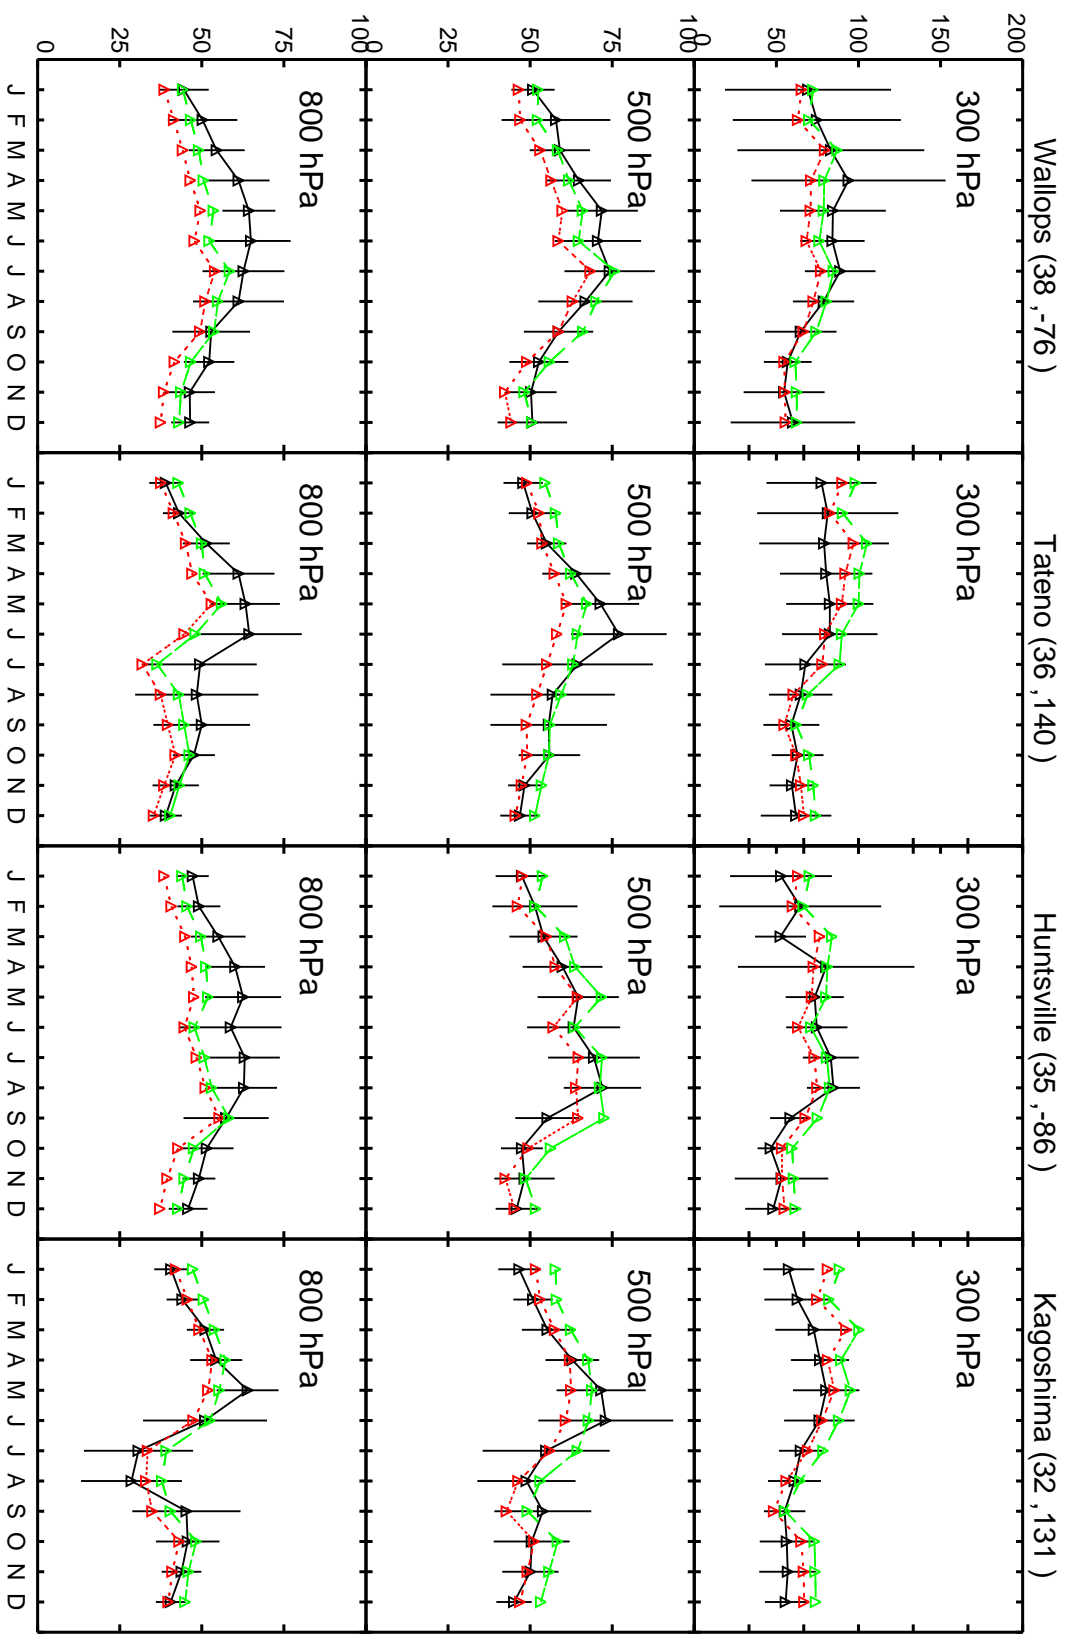 Wallops (38 ,-76 )
Tateno (36 ,140 )
Huntsville (35 ,-86 )
Kagoshima (32 ,131 )
200
150
100
50
0
300 hPa
300 hPa
300 hPa
300 hPa
100
75
50
25
0
500 hPa
500 hPa
500 hPa
500 hPa
100
75
50
25
0
800 hPa
800 hPa
800 hPa
800 hPa
J F M A M J J A S O N D
J F M A M J J A S O N D
J F M A M J J A S O N D
J F M A M J J A S O N D